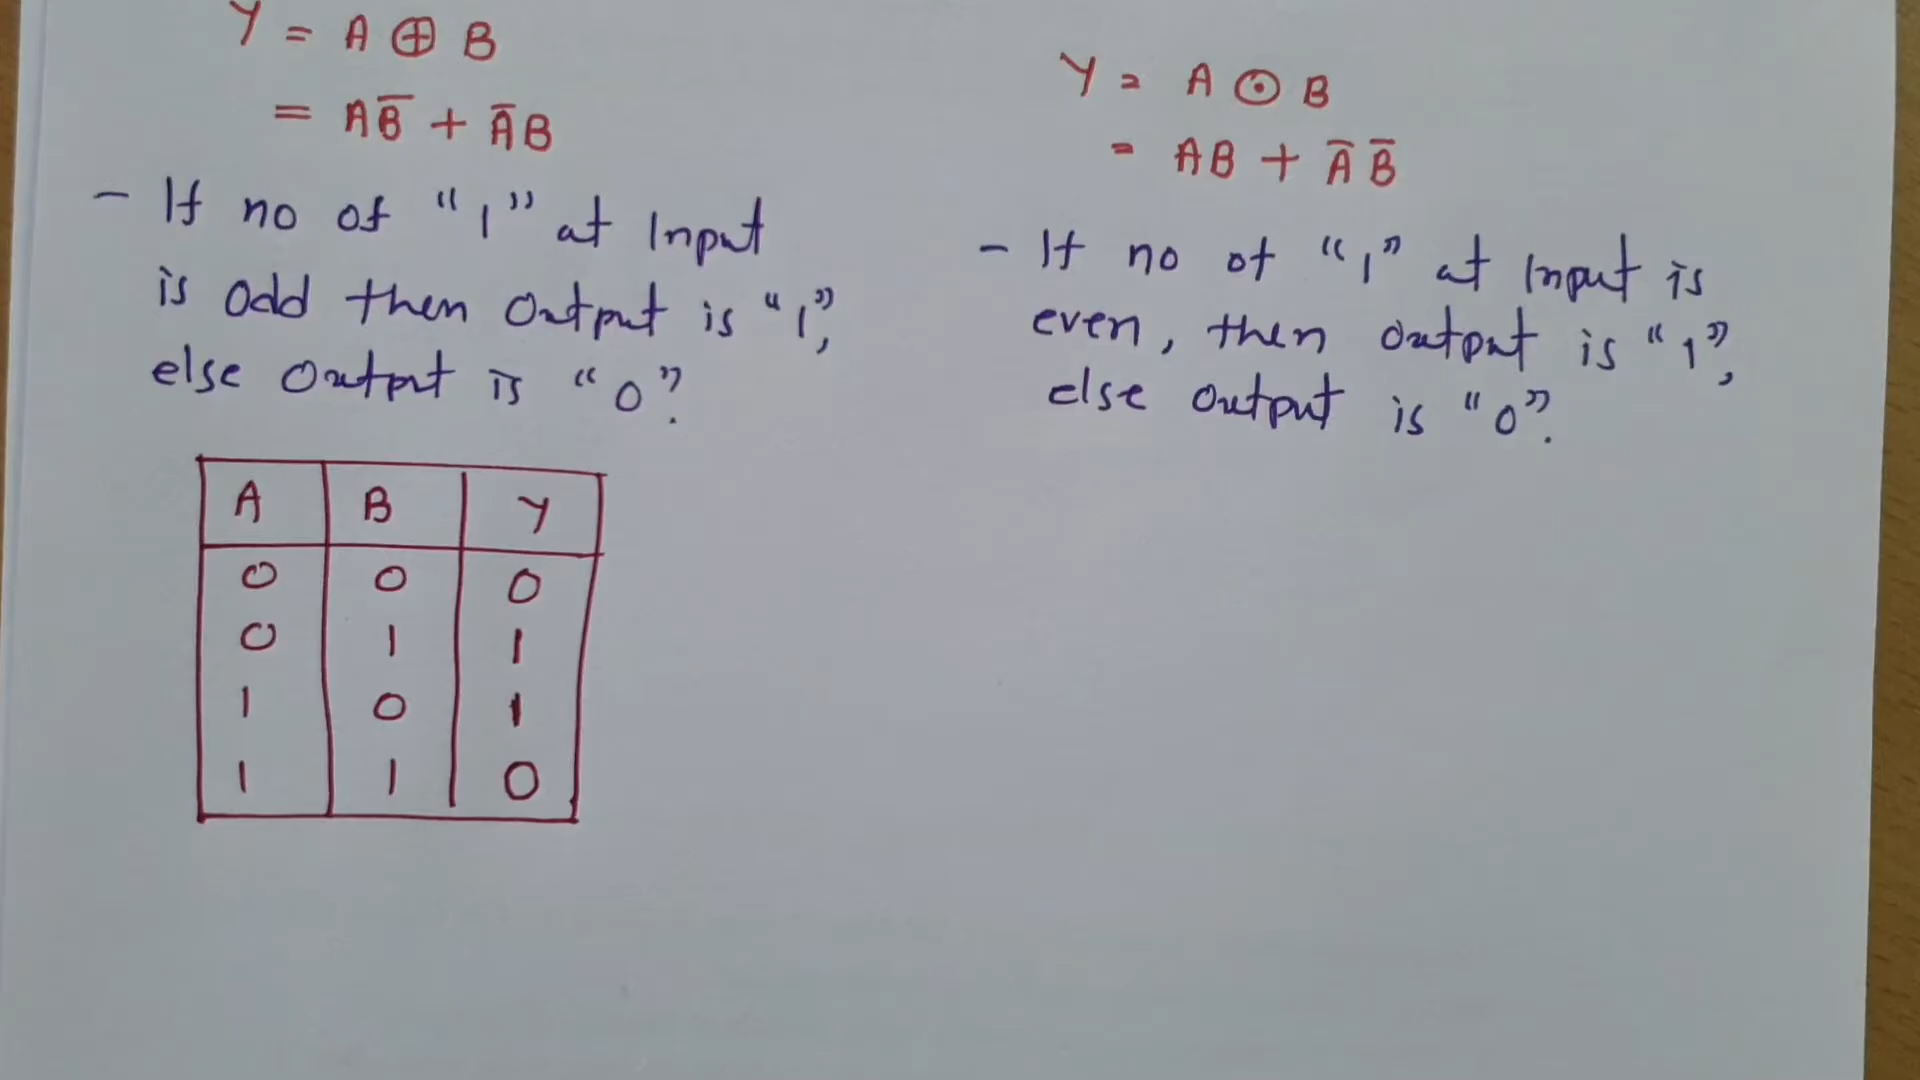 Y = A ⊕ B
= AB̅ + A̅B
- If no of “1” at Input
is odd then output is “1”,
else output is “0”.
A B Y
0 0 0
0 1 1
1 0 1
1 1 0
Y = A ⊙ B
= AB + A̅ B̅
- If no of “1” at Input is
even, then output is “1”,
else output is “0”.